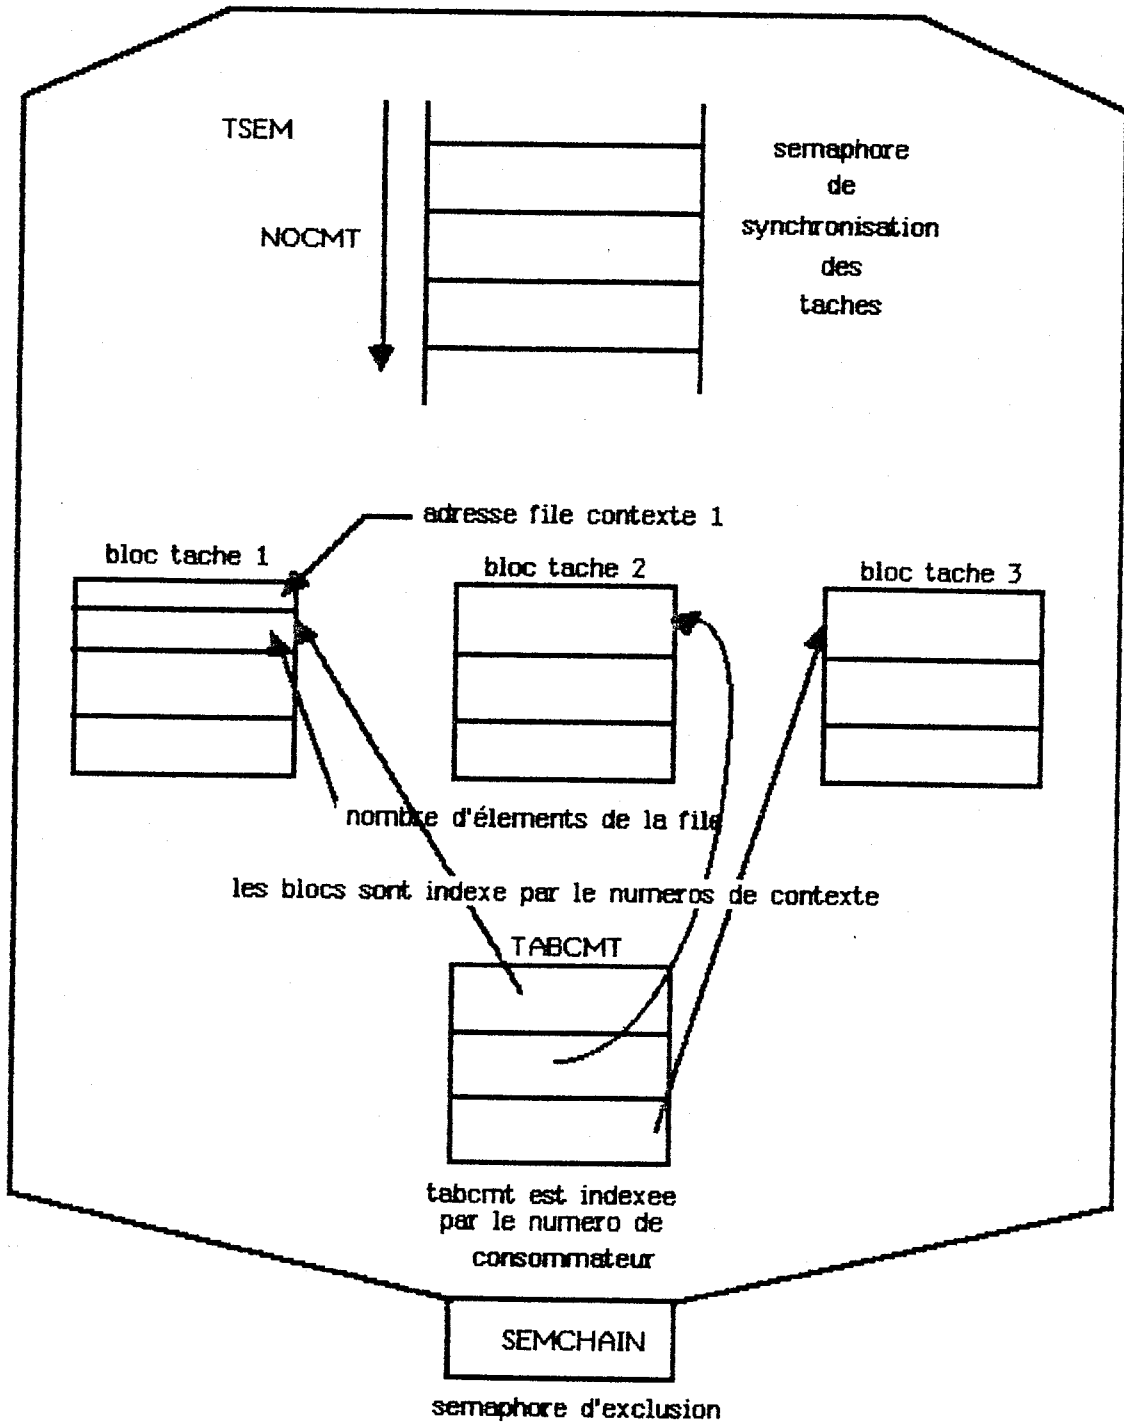 TSEM
NOCMT
semaphore
de
synchronisation
des
taches
adresse file contexte 1
bloc tache 1
bloc tache 2
bloc tache 3
nombre d'élements de la file
les blocs sont indexe par le numeros de contexte
TABCMT
tabcmt est indexee
par le numero de
consommateur
SEMCHAIN
semaphore d'exclusion